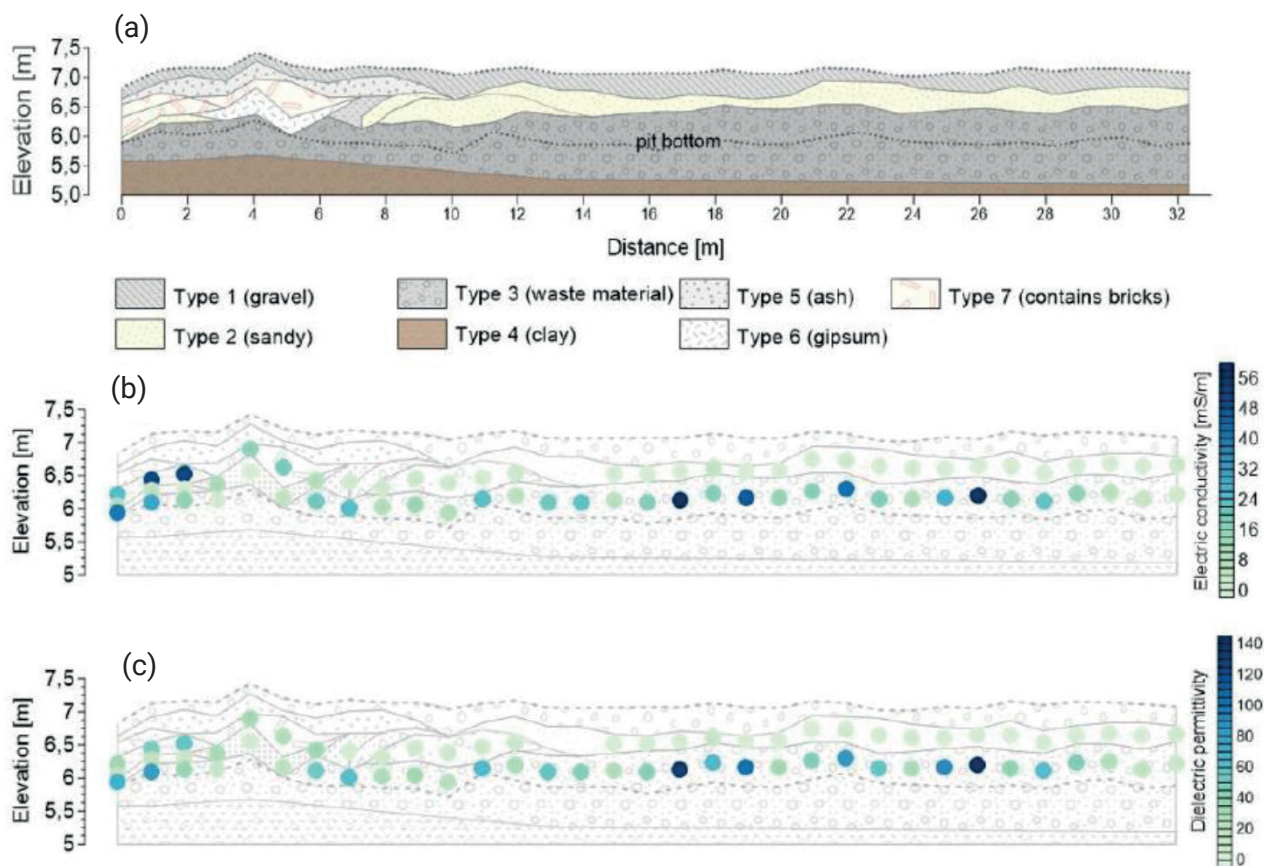 (a)
Elevation [m]
7,5
7,0
6,5
6,0
5,5
5,0
pit bottom
0 2 4 6 8 10 12 14 16 18 20 22 24 26 28 30 32
Distance [m]
Type 1 (gravel) Type 3 (waste material) Type 5 (ash) Type 7 (contains bricks)
Type 2 (sandy) Type 4 (clay) Type 6 (gipsum)
(b)
Elevation [m]
7,5
7
6,5
6
5,5
5
Electric conductivity [mS/m]
56
48
40
32
24
16
8
0
(c)
Elevation [m]
7,5
7
6,5
6
5,5
5
Dielectric permittivity
140
120
100
80
60
40
20
0